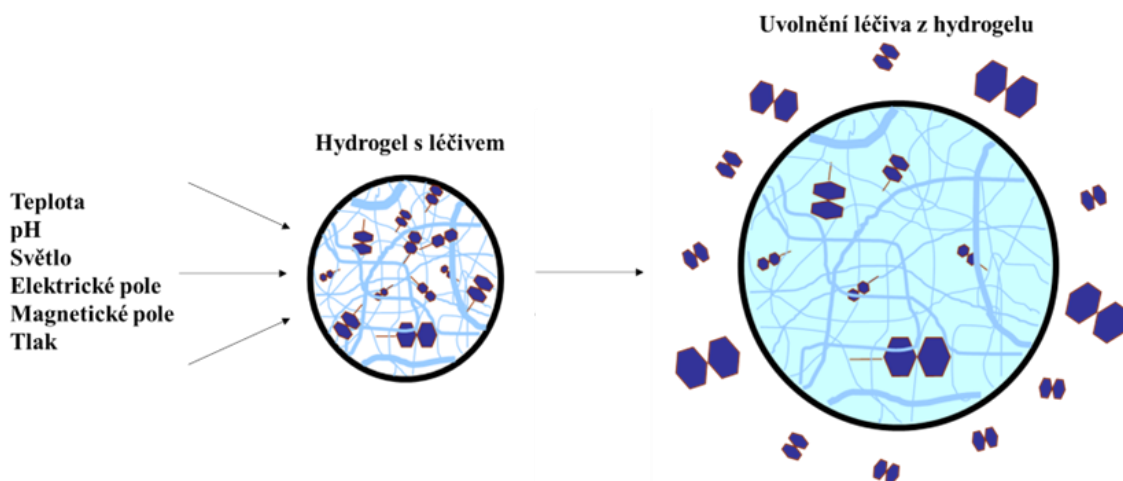 Uvolnění léčiva z hydrogelu
Hydrogel s léčivem
Teplota
pH
Světlo
Elektrické pole
Magnetické pole
Tlak